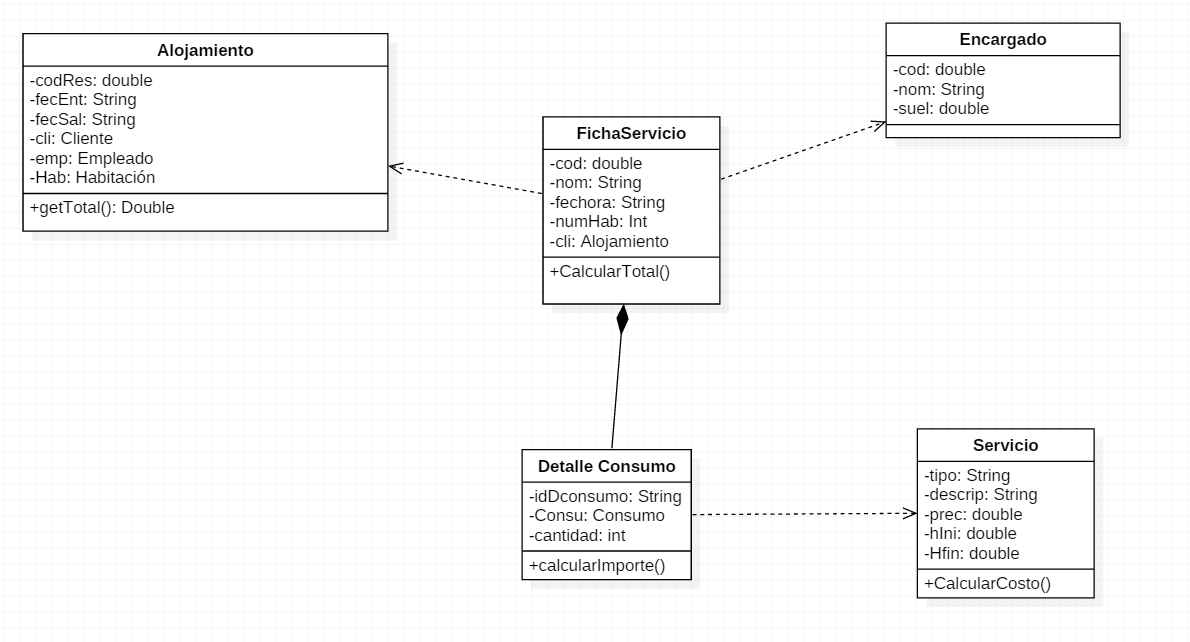 Alojamiento
-codRes: double
-fecEnt: String
-fecSal: String
-cli: Cliente
-emp: Empleado
-Hab: Habitación
+getTotal(): Double
Encargado
-cod: double
-nom: String
-suel: double
FichaServicio
-cod: double
-nom: String
-fechora: String
-numHab: Int
-cli: Alojamiento
+CalcularTotal()
Detalle Consumo
-idDconsumo: String
-Consu: Consumo
-cantidad: int
+calcularImporte()
Servicio
-tipo: String
-descrip: String
-prec: double
-hIni: double
-Hfin: double
+CalcularCosto()